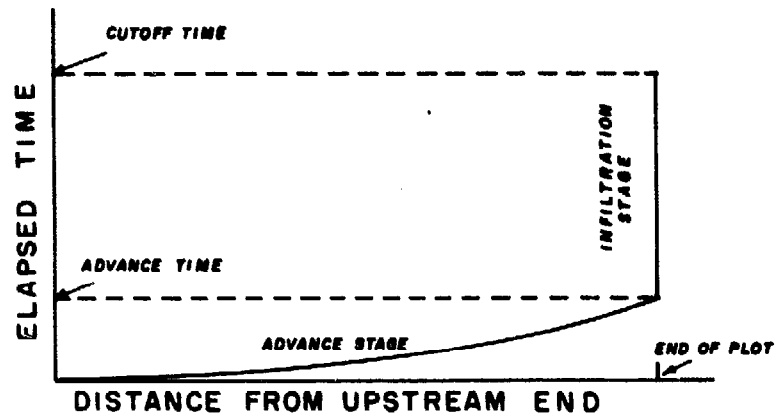 CUTOFF TIME
ELAPSED TIME
INFILTRATION
STAGE
ADVANCE TIME
ADVANCE STAGE
END OF PLOT
DISTANCE FROM UPSTREAM END